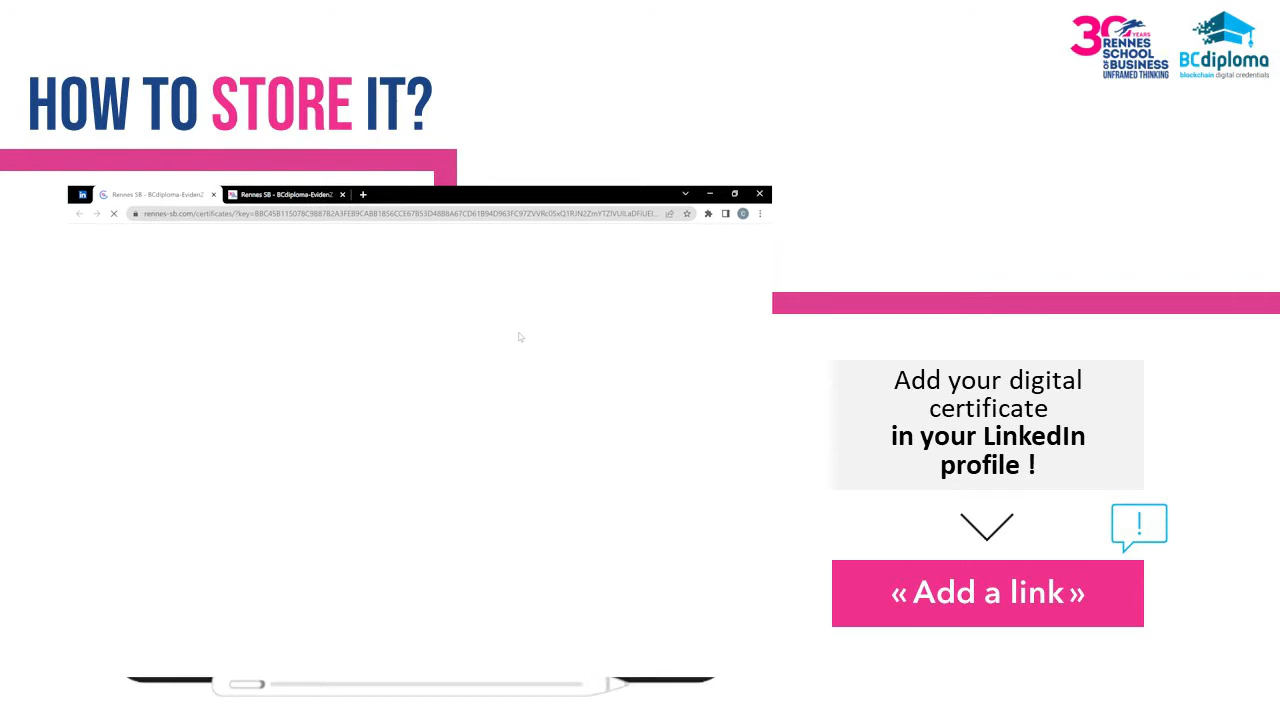 30 YEARS
RENNES
SCHOOL
OF BUSINESS
UNFRAMED THINKING
BCdiploma
blockchain digital credentials
HOW TO STORE IT?
in
Rennes SB - BCdiploma-Eviden
Rennes SB - BCdiploma-Eviden
Add your digital
certificate
in your LinkedIn
profile !
!
« Add a link »